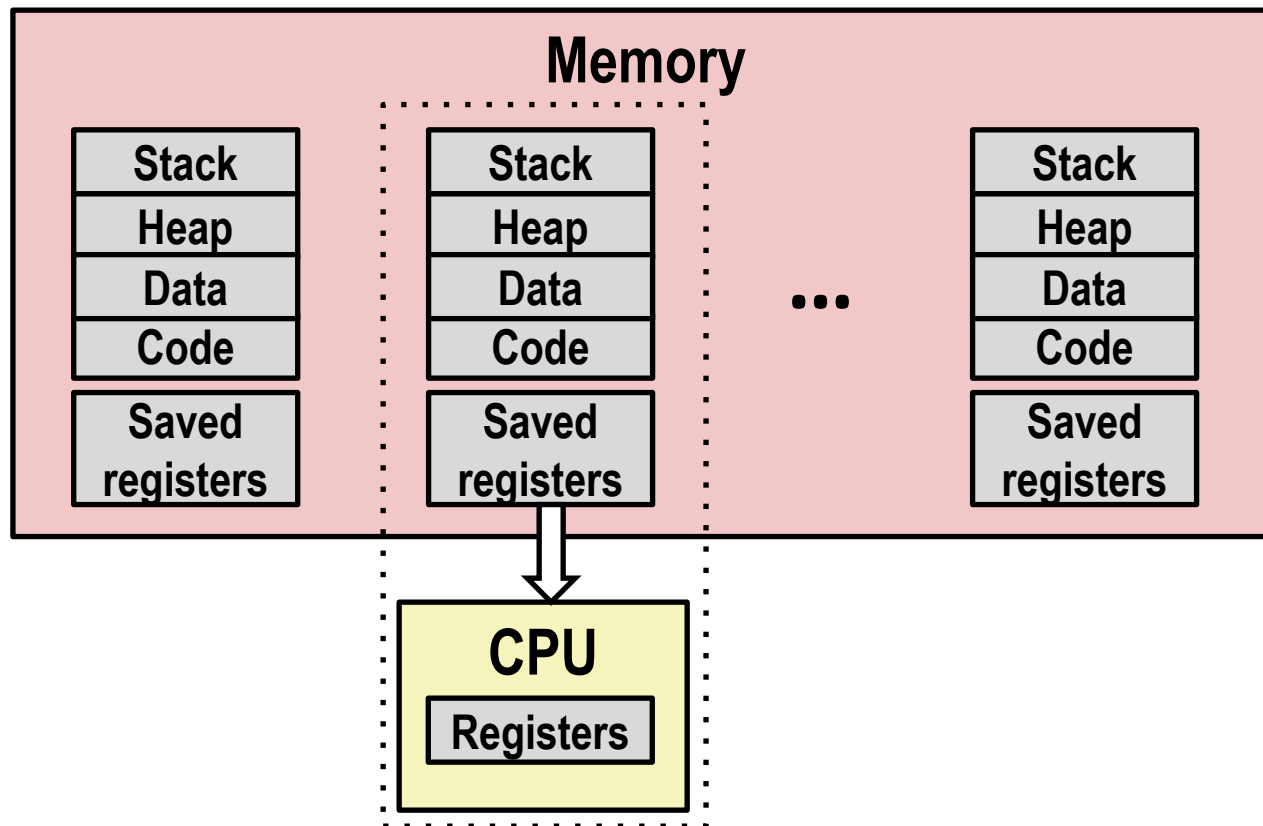 Memory
Stack
Heap
Data
Code
Saved
registers
Stack
Heap
Data
Code
Saved
registers
...
Stack
Heap
Data
Code
Saved
registers
CPU
Registers